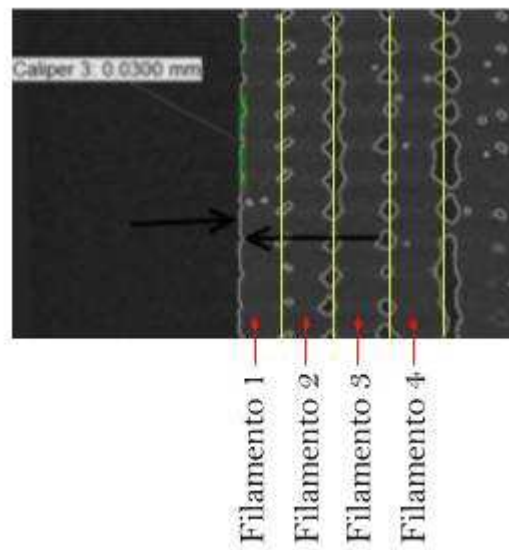 Caliper 3: 0.0300 mm
Filamento 1
Filamento 2
Filamento 3
Filamento 4